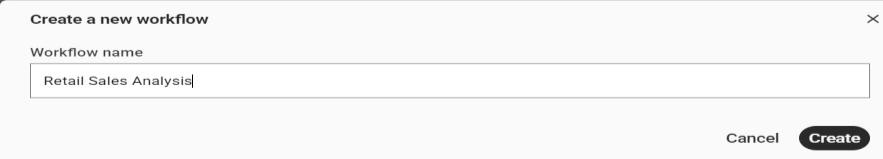 Create a new workflow
Workflow name
Retail Sales Analysis
Cancel Create